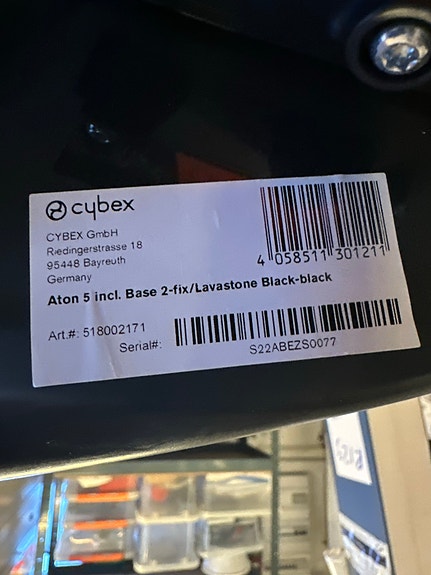 cybex
CYBEX GmbH
Riedingerstrasse 18
95448 Bayreuth
Germany
4 058511 301211
Aton 5 incl. Base 2-fix/Lavastone Black-black
Art.#: 518002171
Serial#:
S22ABEZS0077